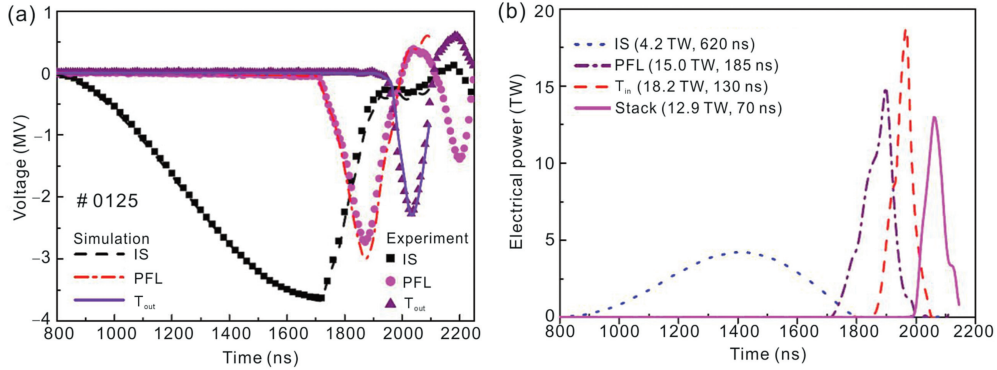 (a)
1
0
−1
−2
−3
−4
Voltage (MV)
# 0125
Simulation
IS
PFL
Tout
Experiment
IS
PFL
Tout
800 1000 1200 1400 1600 1800 2000 2200
Time (ns)
(b)
20
15
10
5
0
Electrical power (TW)
IS (4.2 TW, 620 ns)
PFL (15.0 TW, 185 ns)
Tin (18.2 TW, 130 ns)
Stack (12.9 TW, 70 ns)
800 1000 1200 1400 1600 1800 2000 2200
Time (ns)